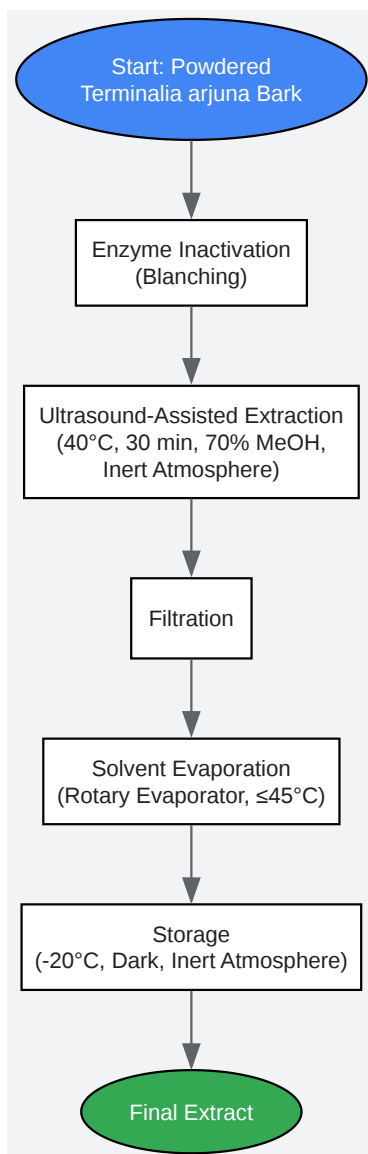 Start: Powdered
Terminalia arjuna Bark
Enzyme Inactivation
(Blanching)
Ultrasound-Assisted Extraction
(40°C, 30 min, 70% MeOH,
Inert Atmosphere)
Filtration
Solvent Evaporation
(Rotary Evaporator, ≤45°C)
Storage
(-20°C, Dark, Inert Atmosphere)
Final Extract